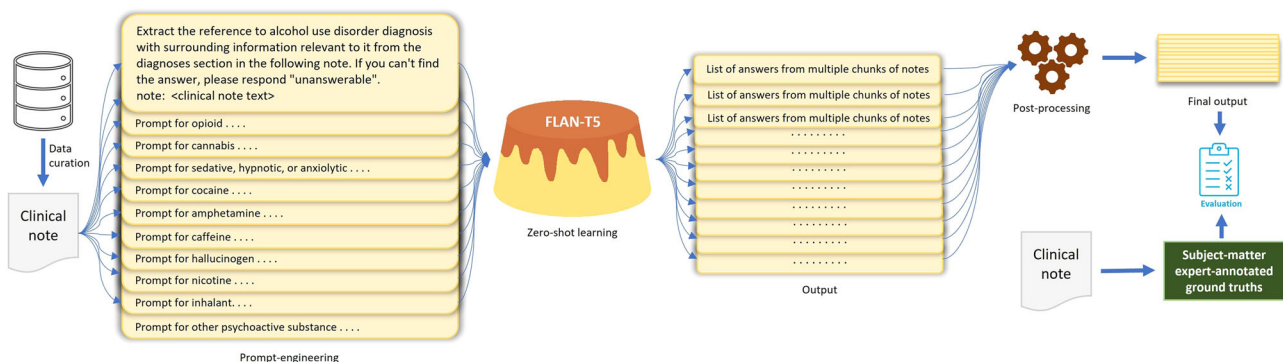 Data
curation
Clinical
note
Extract the reference to alcohol use disorder diagnosis
with surrounding information relevant to it from the
diagnoses section in the following note. If you can't find
the answer, please respond "unanswerable".
note: <clinical note text>
Prompt for opioid . . . .
Prompt for cannabis . . . .
Prompt for sedative, hypnotic, or anxiolytic . . . .
Prompt for cocaine . . . .
Prompt for amphetamine . . . .
Prompt for caffeine . . . .
Prompt for hallucinogen . . . .
Prompt for nicotine . . . .
Prompt for inhalant. . . .
Prompt for other psychoactive substance . . . .
Prompt-engineering
FLAN-T5
Zero-shot learning
List of answers from multiple chunks of notes
List of answers from multiple chunks of notes
List of answers from multiple chunks of notes
. . . . . . . . .
. . . . . . . . .
. . . . . . . . .
. . . . . . . . .
. . . . . . . . .
. . . . . . . . .
. . . . . . . . .
. . . . . . . . .
Output
Post-processing
Final output
Evaluation
Clinical
note
Subject-matter
expert-annotated
ground truths